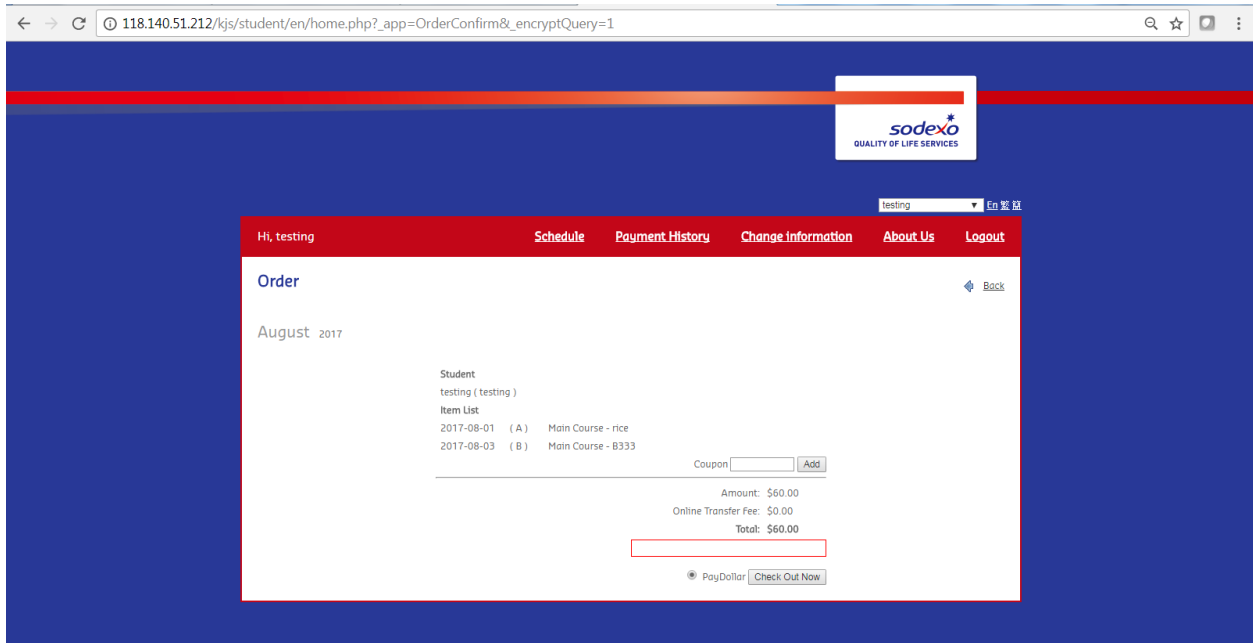 118.140.51.212/kjs/student/en/home.php?_app=OrderConfirm&_encryptQuery=1
sodexo
QUALITY OF LIFE SERVICES
testing En 繁 簡
Hi, testing Schedule Payment History Change information About Us Logout
Order Back
August 2017
Student
testing ( testing )
Item List
2017-08-01 ( A ) Main Course - rice
2017-08-03 ( B ) Main Course - B333
Coupon Add
Amount: $60.00
Online Transfer Fee: $0.00
Total: $60.00
PayDollar Check Out Now